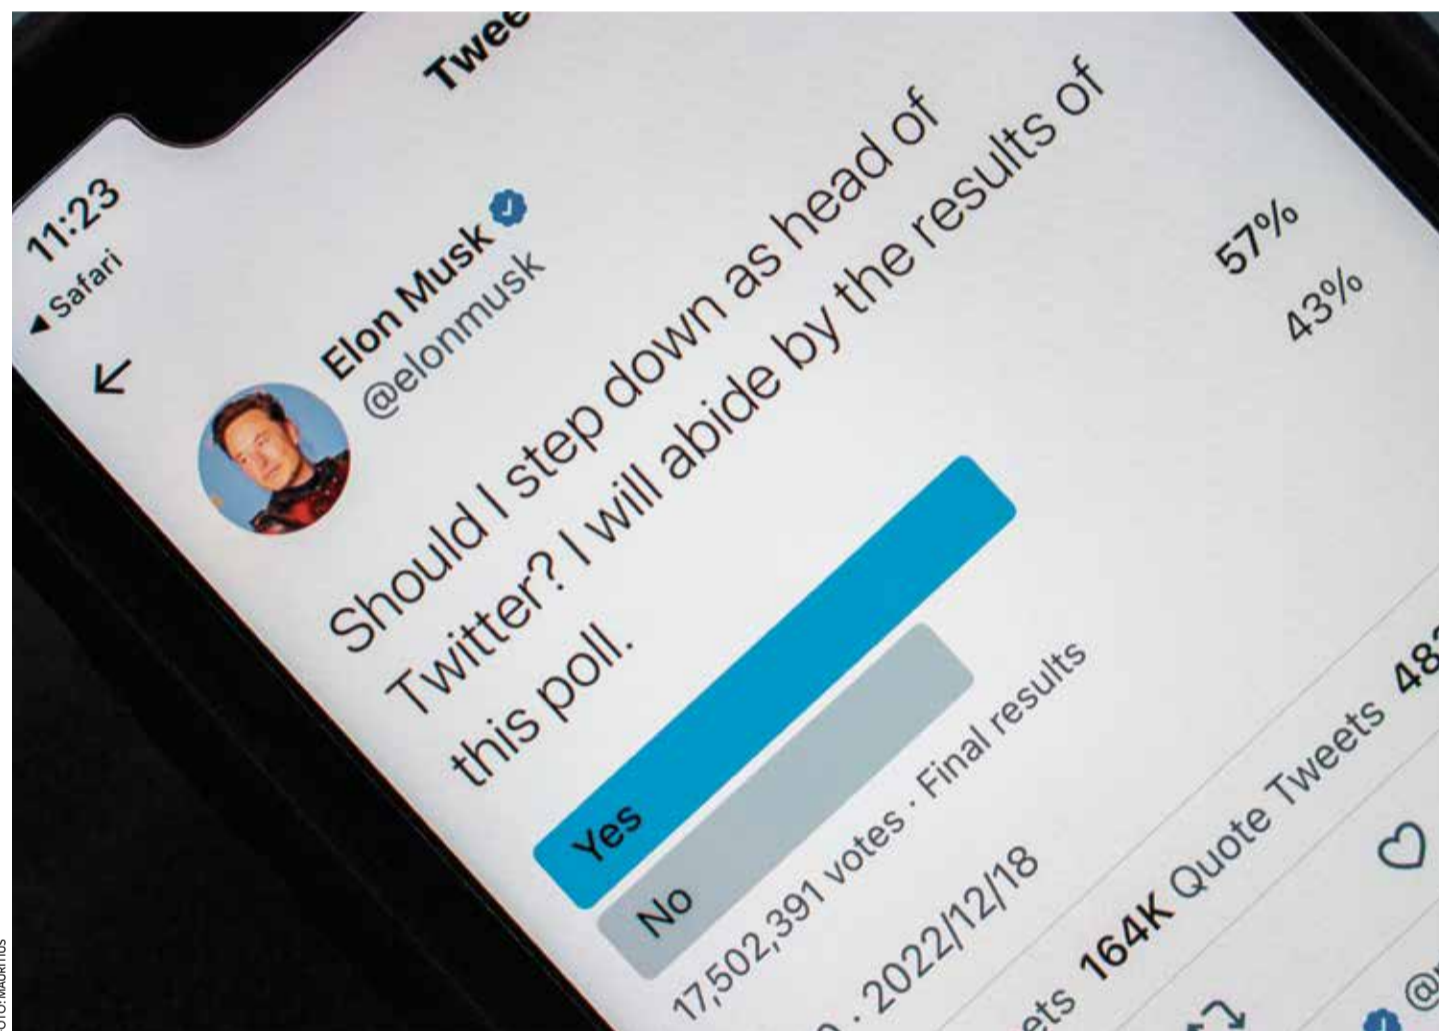 11:23
Safari
Elon Musk
@elonmusk
Should I step down as head of
Twitter? I will abide by the results of
this poll.
Yes 57%
No 43%
17,502,391 votes · Final results
· 2022/12/18
164K Quote Tweets